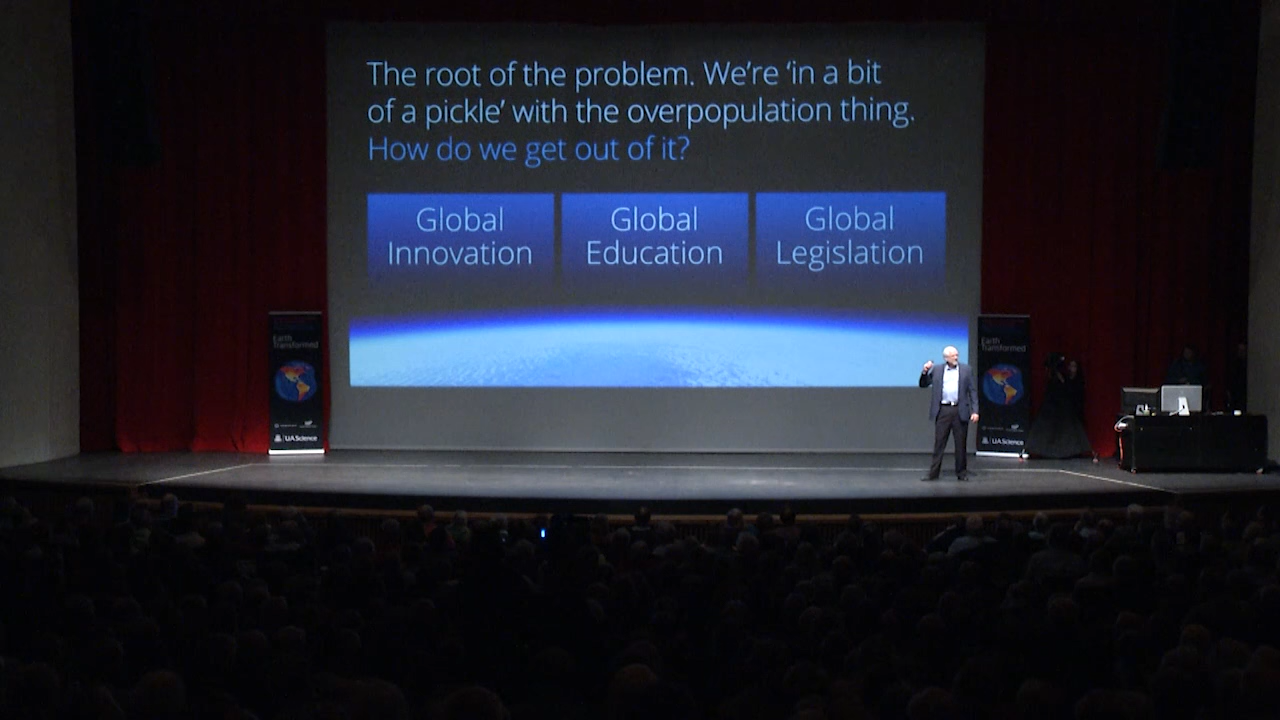 The root of the problem. We're 'in a bit
of a pickle' with the overpopulation thing.
How do we get out of it?
Global
Innovation
Global
Education
Global
Legislation
Earth
Transformed
UA Science
Earth
Transformed
UA Science